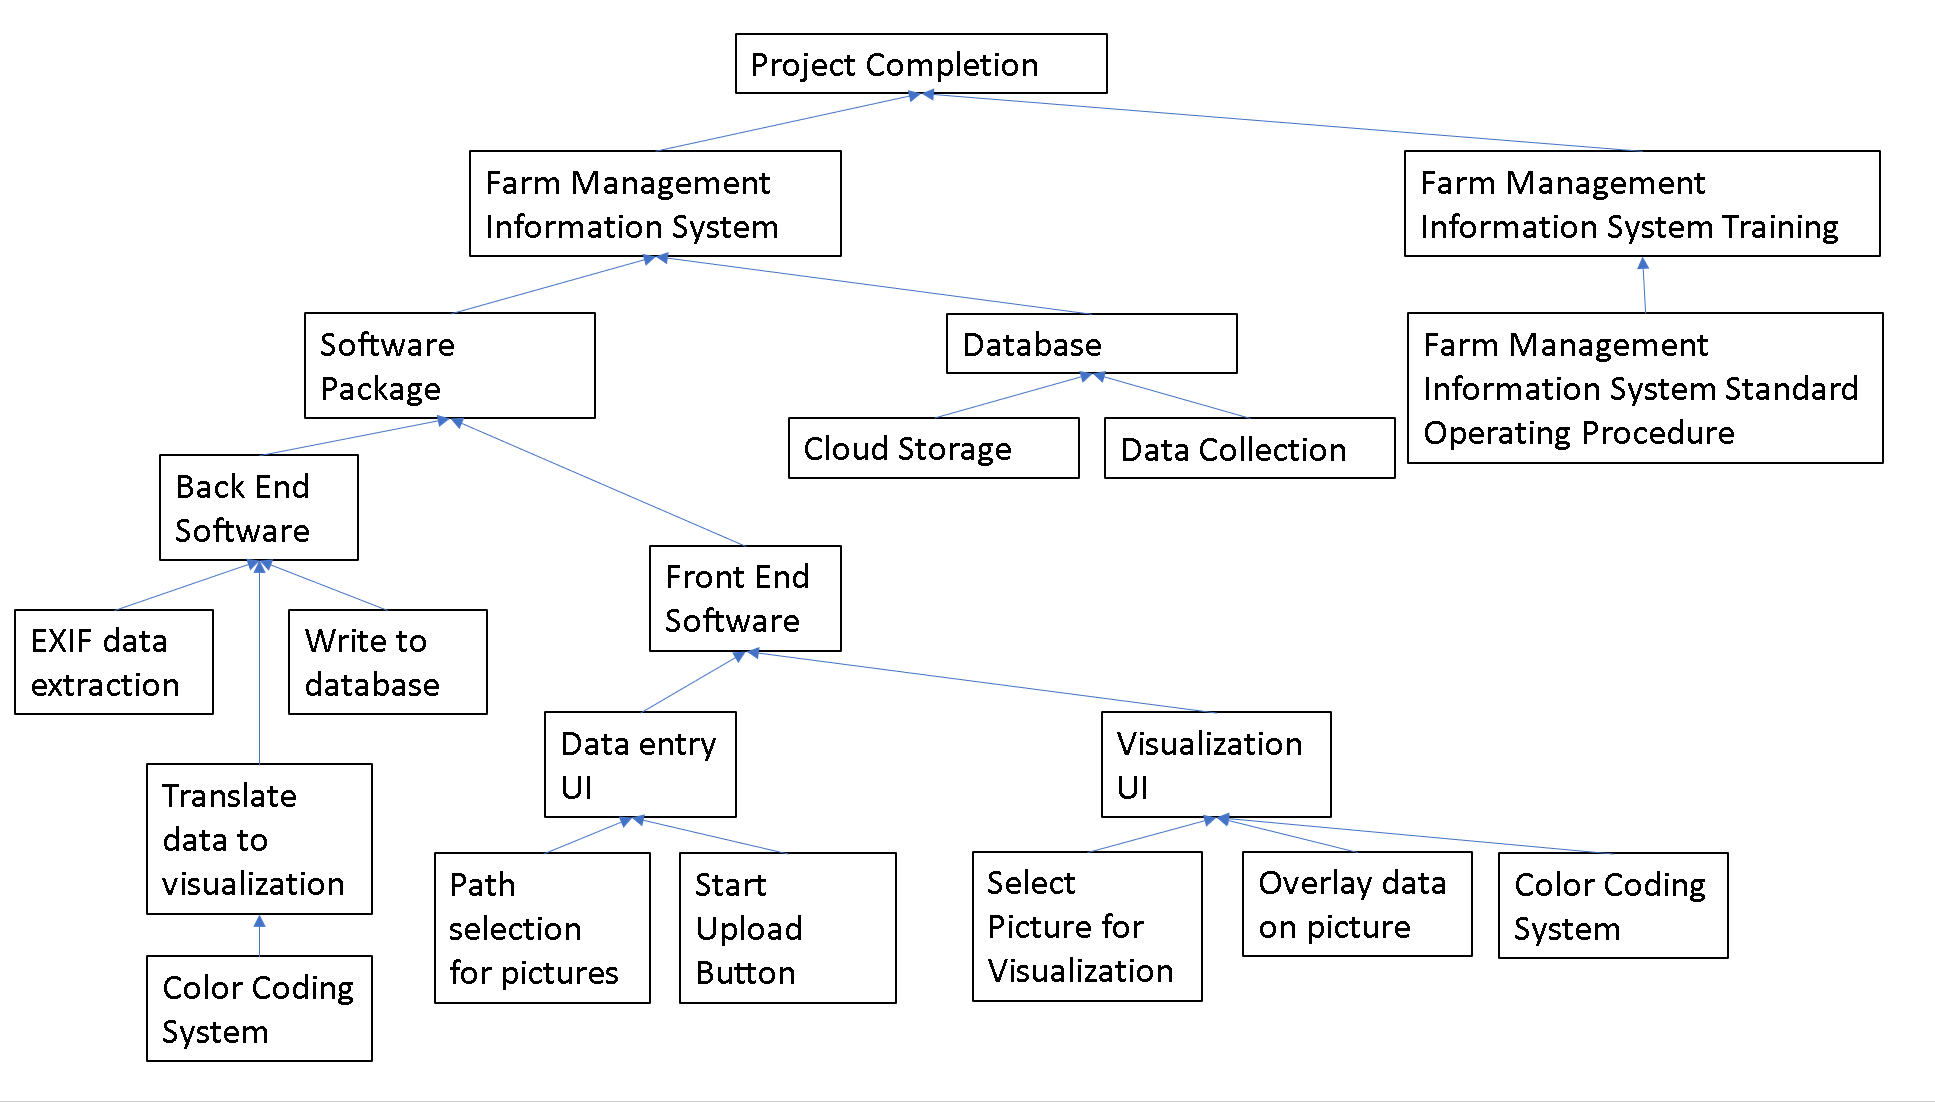 Project Completion
Farm Management
Information System
Farm Management
Information System Training
Software
Package
Database
Farm Management
Information System Standard
Operating Procedure
Cloud Storage
Data Collection
Back End
Software
Front End
Software
EXIF data
extraction
Write to
database
Data entry
UI
Visualization
UI
Translate
data to
visualization
Path
selection
for pictures
Start
Upload
Button
Select
Picture for
Visualization
Overlay data
on picture
Color Coding
System
Color Coding
System